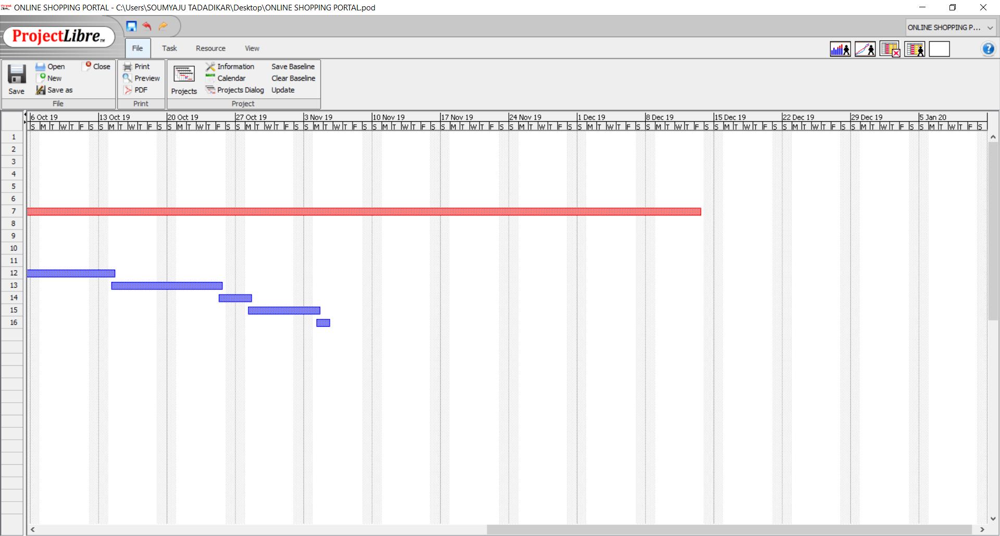 ONLINE SHOPPING PORTAL - C:\Users\SOUMYAJU TADADIKAR\Desktop\ONLINE SHOPPING PORTAL.pod
ProjectLibre TM
ONLINE SHOPPING P...
File Task Resource View
Save
Open
New
Save as
Close
File
Print
Preview
PDF
Print
Projects
Information
Calendar
Projects Dialog
Save Baseline
Clear Baseline
Update
Project
6 Oct 19 13 Oct 19 20 Oct 19 27 Oct 19 3 Nov 19 10 Nov 19 17 Nov 19 24 Nov 19 1 Dec 19 8 Dec 19 15 Dec 19 22 Dec 19 29 Dec 19 5 Jan 20
S M T W T F S S M T W T F S S M T W T F S S M T W T F S S M T W T F S S M T W T F S S M T W T F S S M T W T F S S M T W T F S S M T W T F S S M T W T F S S M T W T F S S M T W T F S S M T W T F S
1
2
3
4
5
6
7
8
9
10
11
12
13
14
15
16